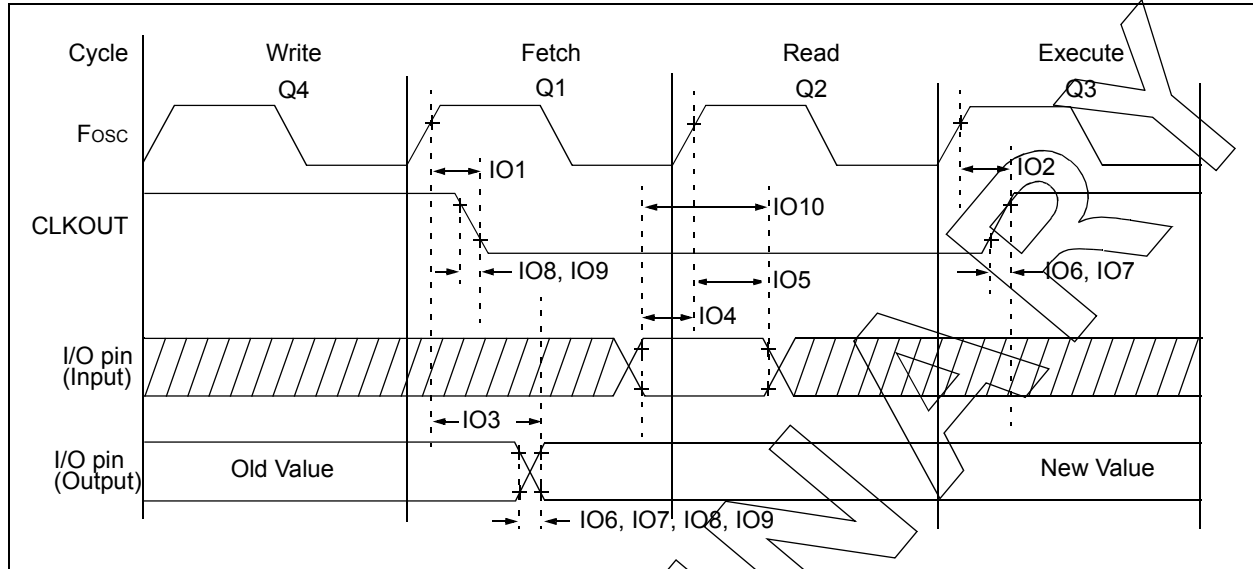 Cycle Write Fetch Read Execute
Q4 Q1 Q2 Q3
FOSC
IO1 IO2
CLKOUT
IO10
IO8, IO9 IO6, IO7
IO5
IO4
I/O pin
(Input)
IO3
I/O pin
(Output)
Old Value New Value
IO6, IO7, IO8, IO9